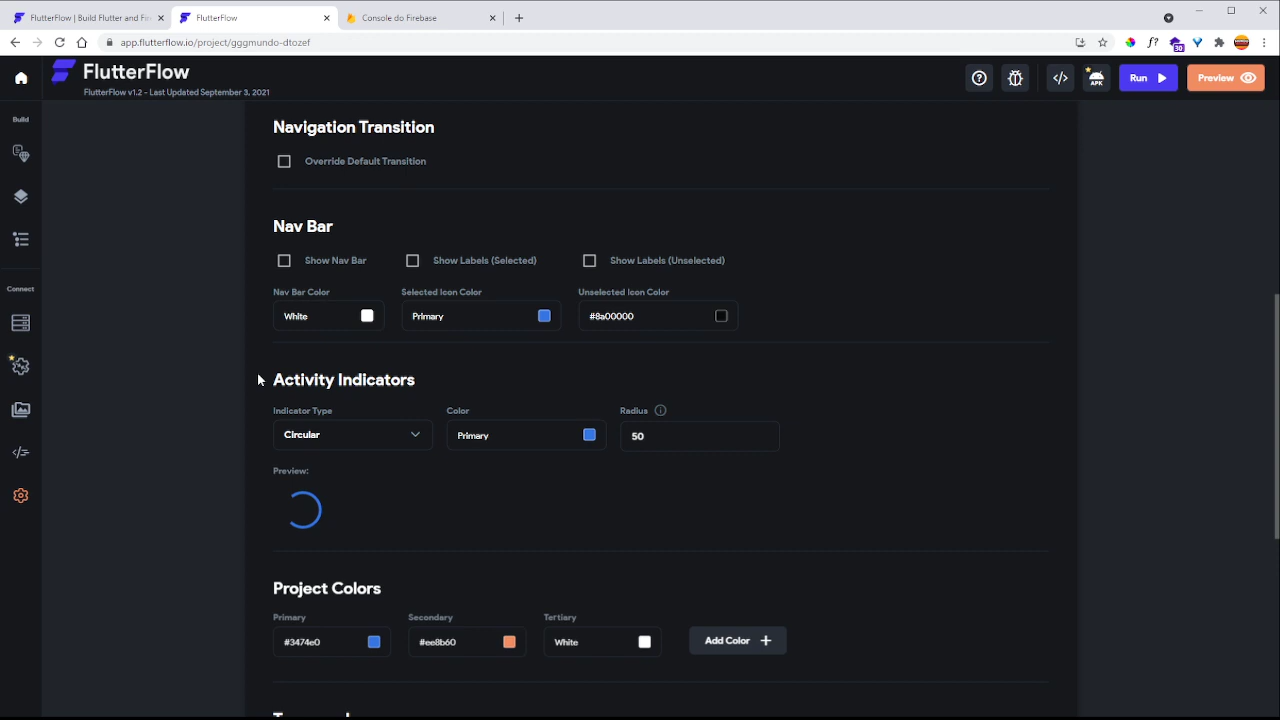 FlutterFlow | Build Flutter and Fir
FlutterFlow
Console do Firebase
app.flutterflow.io/project/gggmundo-dtozef
f?
30
FlutterFlow
FlutterFlow v1.2 - Last Updated September 3, 2021
APK
Run
Preview
Build
Connect
Navigation Transition
Override Default Transition
Nav Bar
Show Nav Bar
Show Labels (Selected)
Show Labels (Unselected)
Nav Bar Color
Selected Icon Color
Unselected Icon Color
White
Primary
#8a00000
Activity Indicators
Indicator Type
Color
Radius
Circular
Primary
50
Preview:
Project Colors
Primary
Secondary
Tertiary
#3474e0
#ee8b60
White
Add Color +